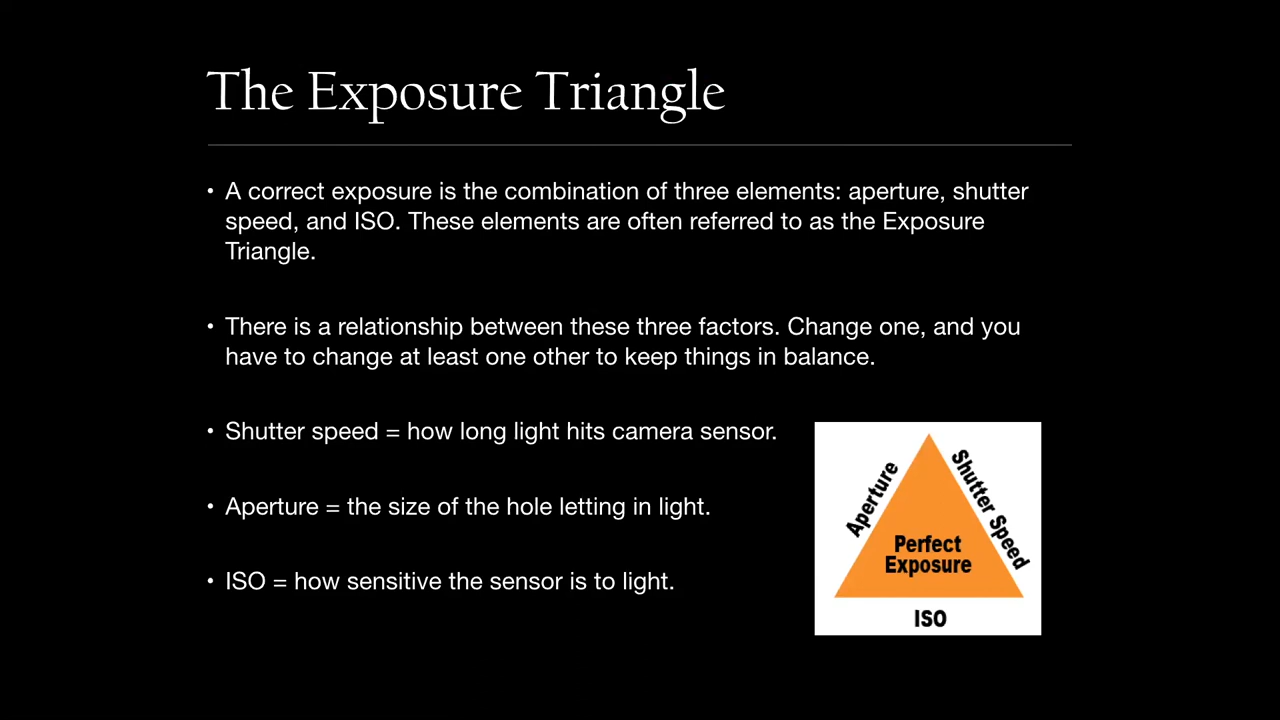 The Exposure Triangle
• A correct exposure is the combination of three elements: aperture, shutter
speed, and ISO. These elements are often referred to as the Exposure
Triangle.
• There is a relationship between these three factors. Change one, and you
have to change at least one other to keep things in balance.
• Shutter speed = how long light hits camera sensor.
• Aperture = the size of the hole letting in light.
• ISO = how sensitive the sensor is to light.
Aperture
Shutter Speed
Perfect
Exposure
ISO